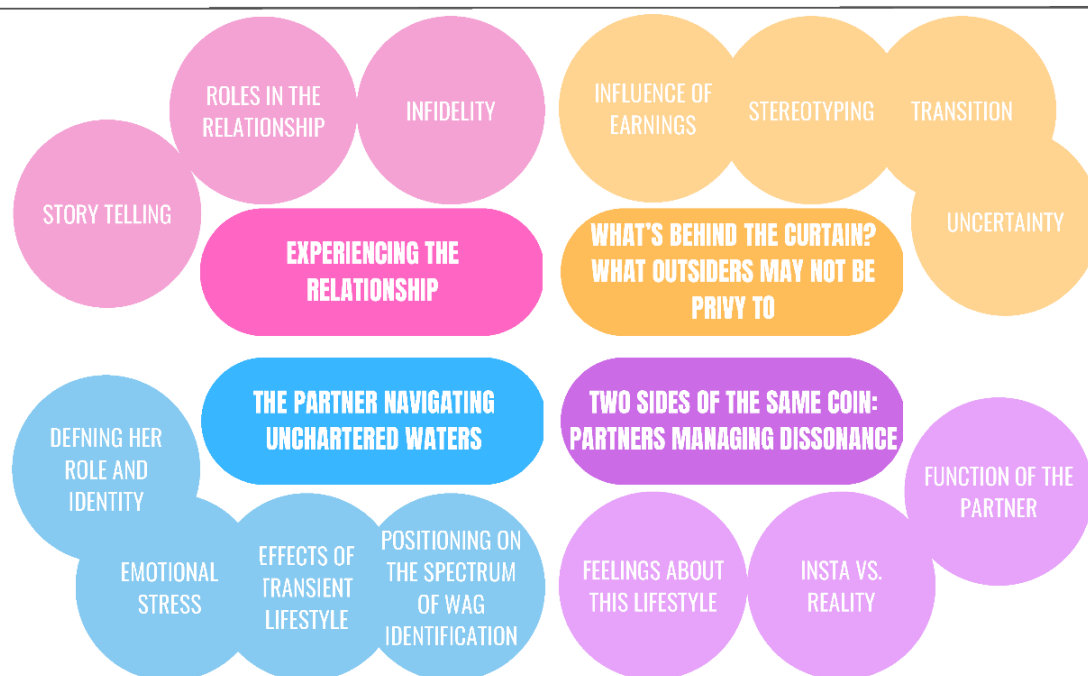 ROLES IN THE
RELATIONSHIP
INFIDELITY
STORY TELLING
EXPERIENCING THE
RELATIONSHIP
INFLUENCE OF
EARNINGS
STEREOTYPING
TRANSITION
UNCERTAINTY
WHAT'S BEHIND THE CURTAIN?
WHAT OUTSIDERS MAY NOT BE
PRIVY TO
THE PARTNER NAVIGATING
UNCHARTERED WATERS
DEFNING HER
ROLE AND
IDENTITY
EMOTIONAL
STRESS
EFFECTS OF
TRANSIENT
LIFESTYLE
POSITIONING ON
THE SPECTRUM
OF WAG
IDENTIFICATION
TWO SIDES OF THE SAME COIN:
PARTNERS MANAGING DISSONANCE
FUNCTION OF THE
PARTNER
FEELINGS ABOUT
THIS LIFESTYLE
INSTA VS.
REALITY